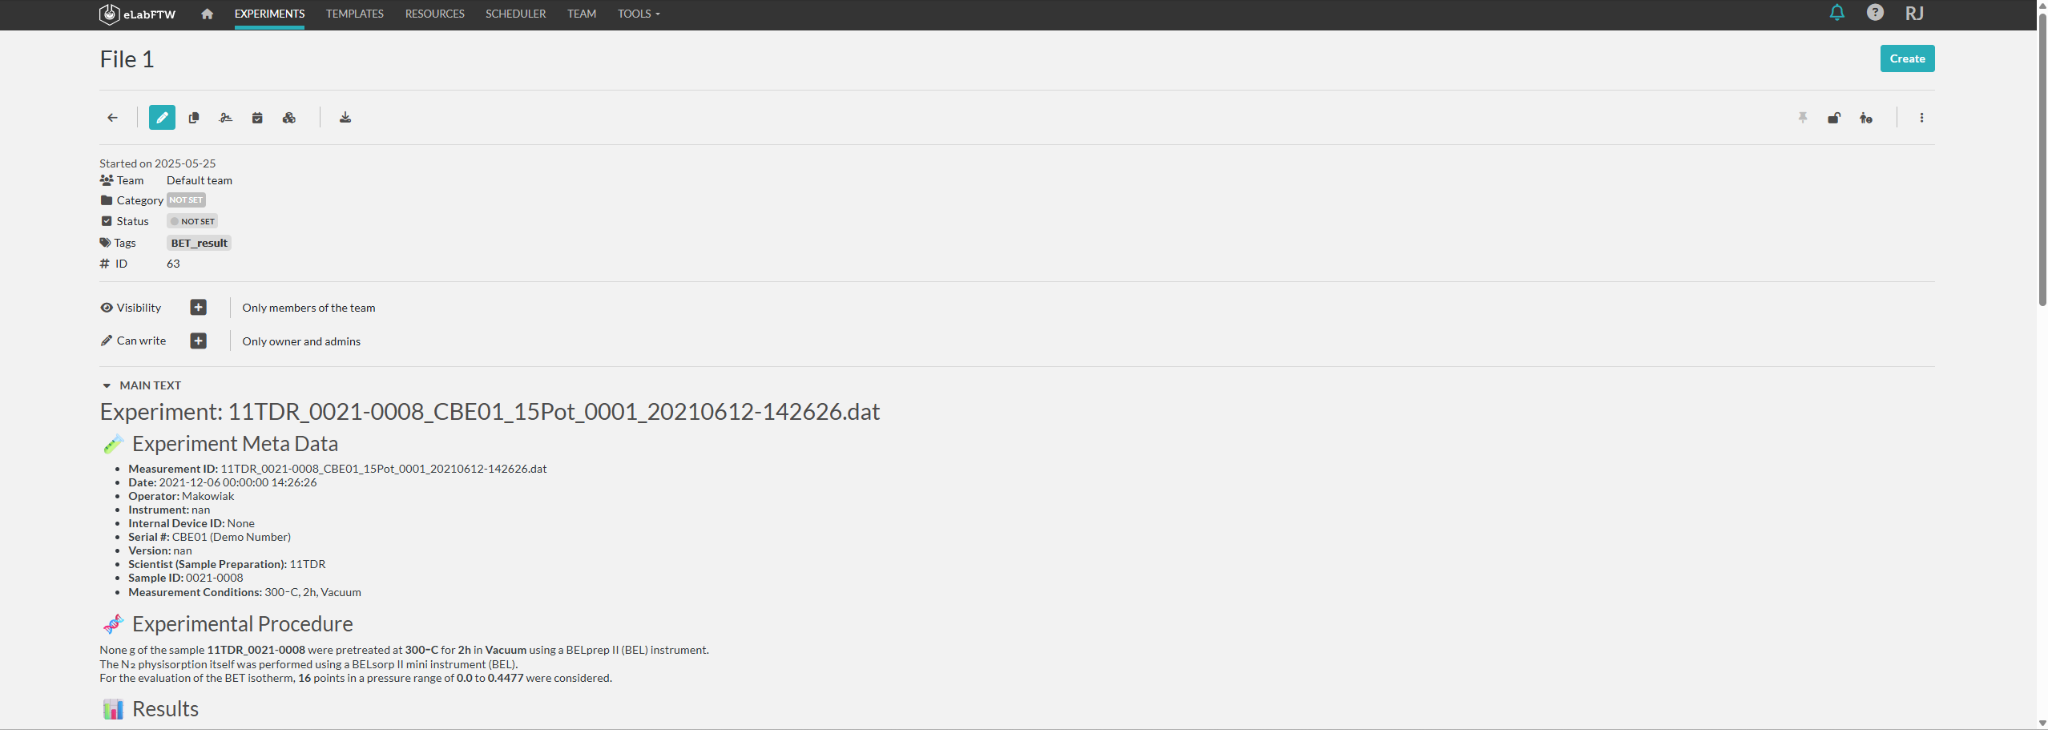 eLabFTW EXPERIMENTS TEMPLATES RESOURCES SCHEDULER TEAM TOOLS RJ
File 1
Create
Started on 2025-05-25
Team Default team
Category NOT SET
Status NOT SET
Tags BET_result
ID 63
Visibility Only members of the team
Can write Only owner and admins
MAIN TEXT
Experiment: 11TDR_0021-0008_CBE01_15Pot_0001_20210612-142626.dat
Experiment Meta Data
• Measurement ID: 11TDR_0021-0008_CBE01_15Pot_0001_20210612-142626.dat
• Date: 2021-12-06 00:00:00 14:26:26
• Operator: Makowiak
• Instrument: nan
• Internal Device ID: None
• Serial #: CBE01 (Demo Number)
• Version: nan
• Scientist (Sample Preparation): 11TDR
• Sample ID: 0021-0008
• Measurement Conditions: 300-C, 2h, Vacuum
Experimental Procedure
None g of the sample 11TDR_0021-0008 were pretreated at 300-C for 2h in Vacuum using a BELprep II (BEL) instrument.
The N₂ physisorption itself was performed using a BELsorp II mini instrument (BEL).
For the evaluation of the BET isotherm, 16 points in a pressure range of 0.0 to 0.4477 were considered.
Results